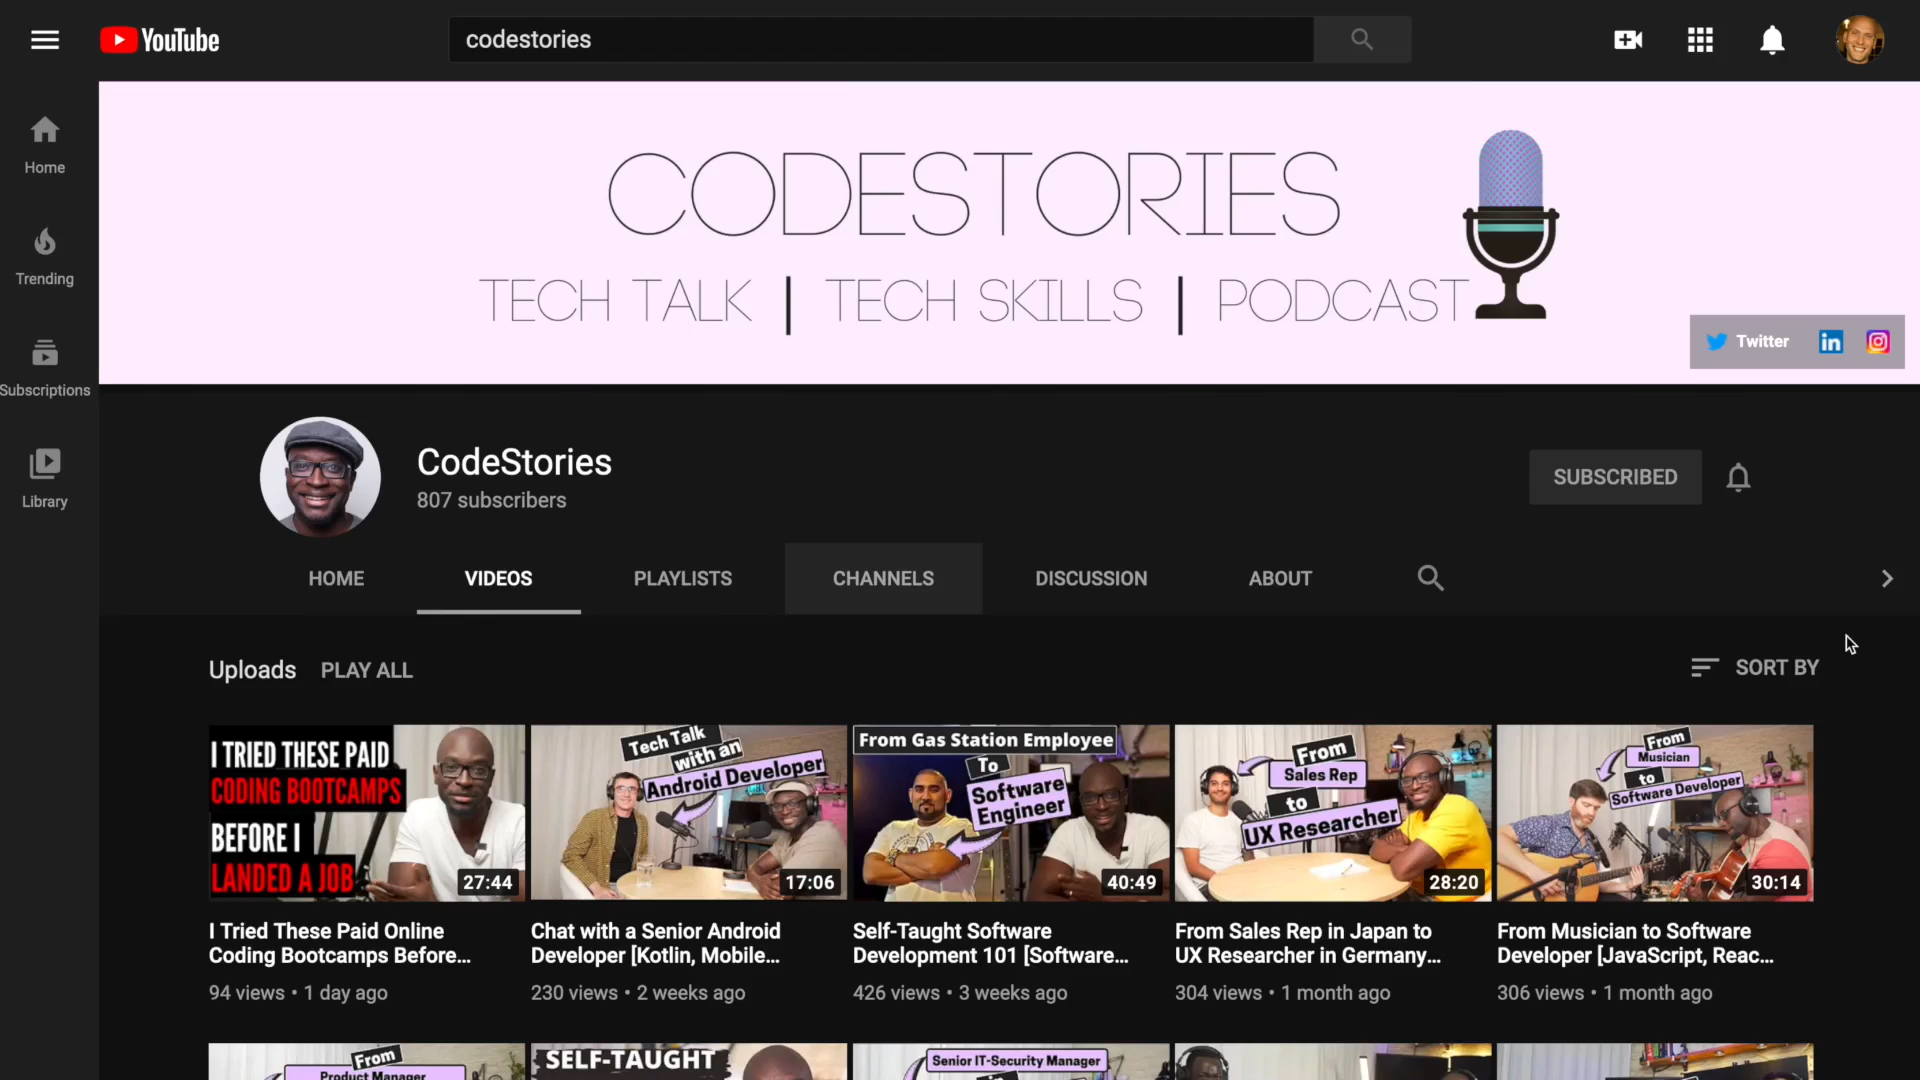 YouTube
codestories
Home
Trending
Subscriptions
Library
CODESTORIES
TECH TALK | TECH SKILLS | PODCAST
Twitter
in
CodeStories
807 subscribers
SUBSCRIBED
HOME
VIDEOS
PLAYLISTS
CHANNELS
DISCUSSION
ABOUT
Uploads
PLAY ALL
SORT BY
I TRIED THESE PAID
CODING BOOTCAMPS
BEFORE I
LANDED A JOB
27:44
I Tried These Paid Online
Coding Bootcamps Before...
94 views • 1 day ago
Tech Talk
with an
Android Developer
17:06
Chat with a Senior Android
Developer [Kotlin, Mobile...
230 views • 2 weeks ago
From Gas Station Employee
To
Software
Engineer
40:49
Self-Taught Software
Development 101 [Software...
426 views • 3 weeks ago
From
Sales Rep
to
UX Researcher
28:20
From Sales Rep in Japan to
UX Researcher in Germany...
304 views • 1 month ago
From
Musician
to
Software Developer
30:14
From Musician to Software
Developer [JavaScript, Reac...
306 views • 1 month ago
From
Product Manager
SELF-TAUGHT
Senior IT-Security Manager